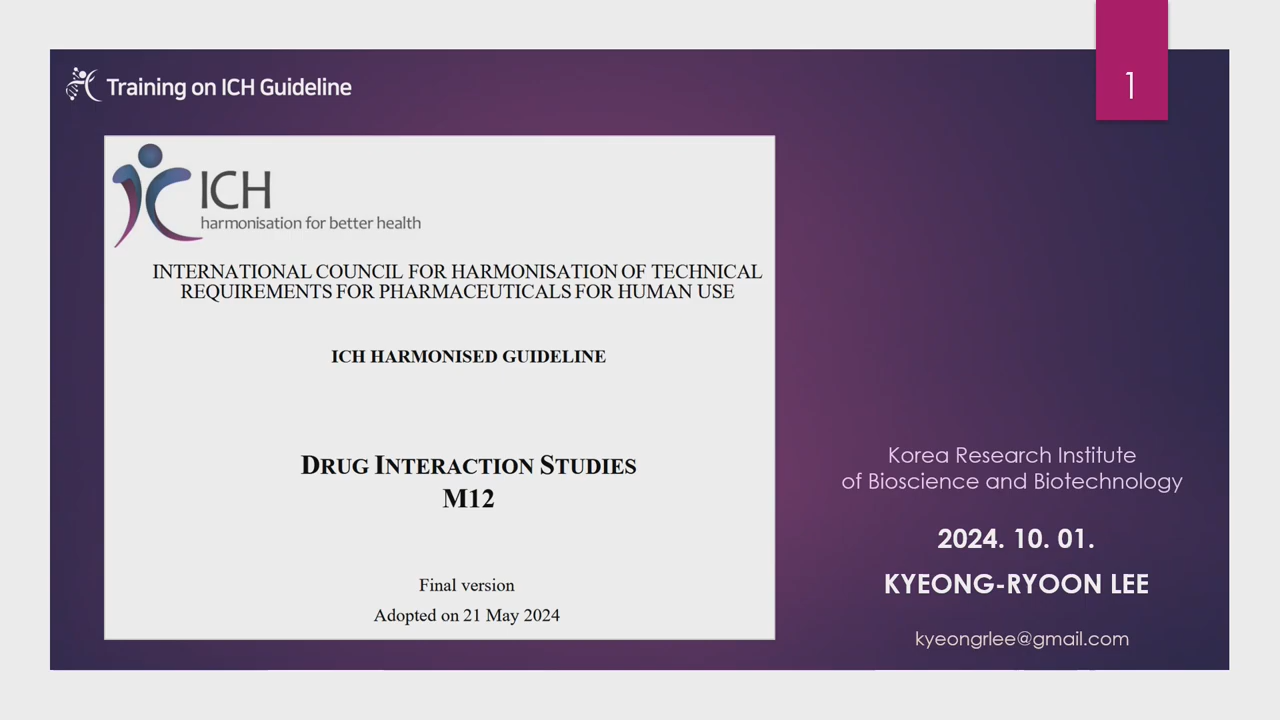 Training on ICH Guideline
1
ICH
harmonisation for better health
INTERNATIONAL COUNCIL FOR HARMONISATION OF TECHNICAL
REQUIREMENTS FOR PHARMACEUTICALS FOR HUMAN USE
ICH HARMONISED GUIDELINE
DRUG INTERACTION STUDIES
M12
Final version
Adopted on 21 May 2024
Korea Research Institute
of Bioscience and Biotechnology
2024. 10. 01.
KYEONG-RYOON LEE
kyeongrlee@gmail.com